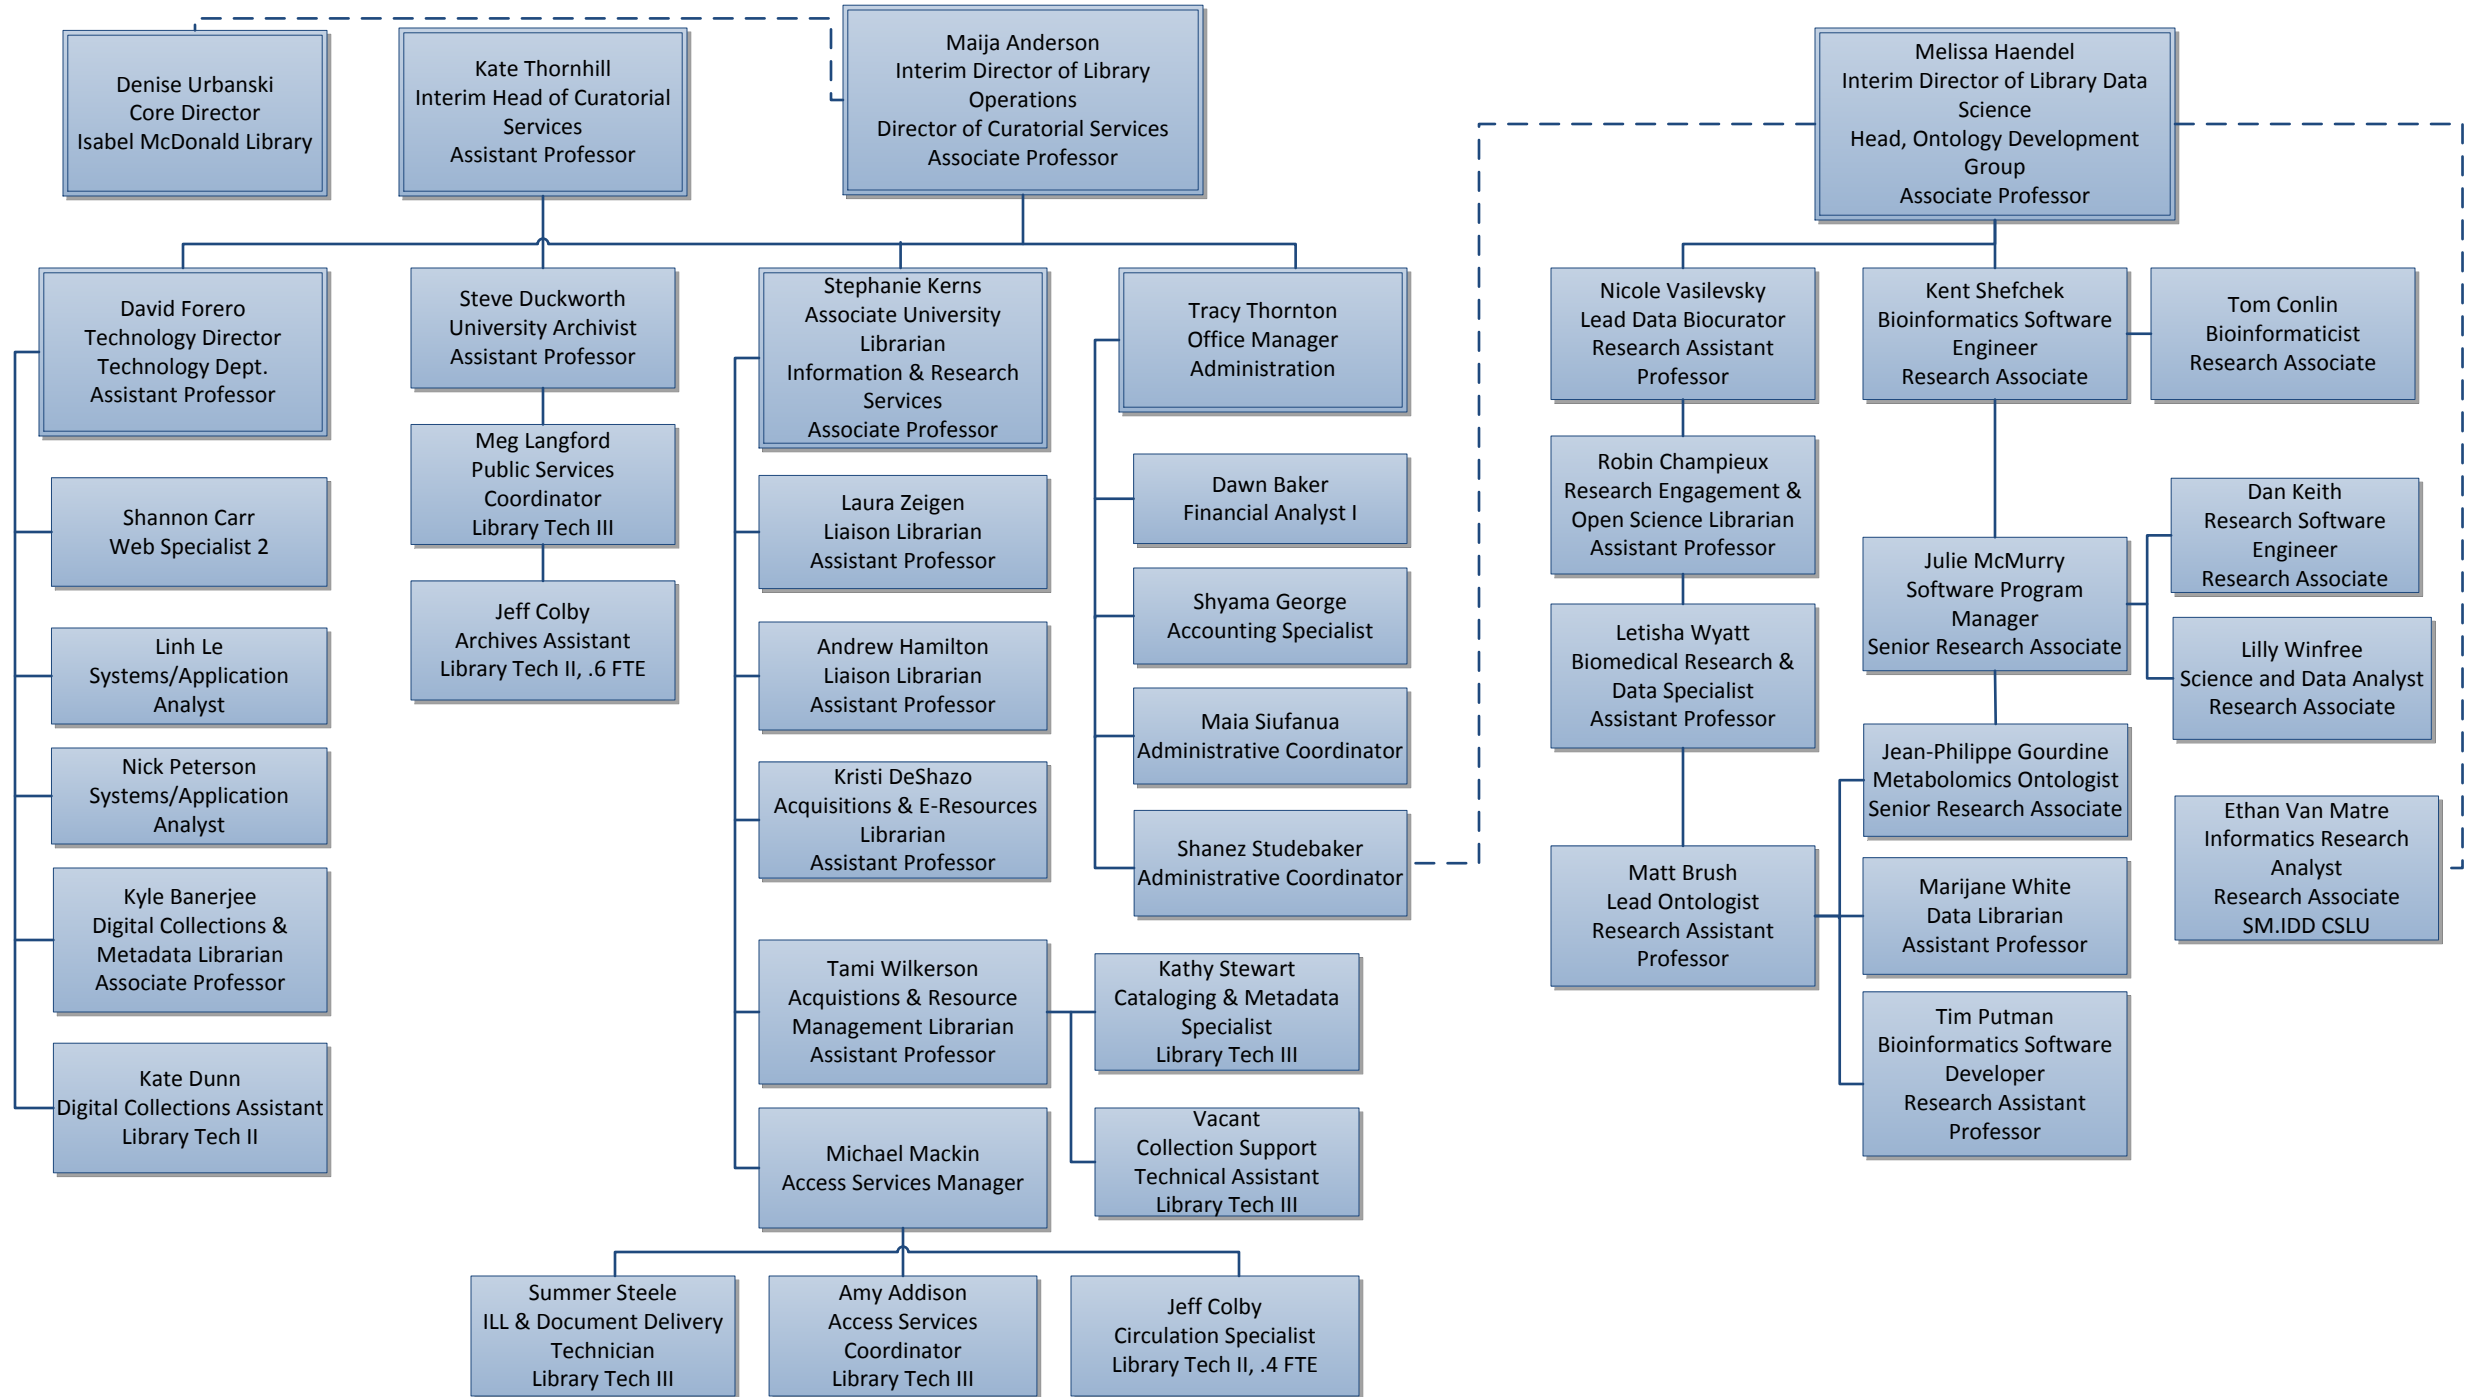 Denise Urbanski
Core Director
Isabel McDonald Library
Kate Thornhill
Interim Head of Curatorial
Services
Assistant Professor
Maija Anderson
Interim Director of Library
Operations
Director of Curatorial Services
Associate Professor
Melissa Haendel
Interim Director of Library Data
Science
Head, Ontology Development
Group
Associate Professor
David Forero
Technology Director
Technology Dept.
Assistant Professor
Steve Duckworth
University Archivist
Assistant Professor
Stephanie Kerns
Associate University
Librarian
Information & Research
Services
Associate Professor
Tracy Thornton
Office Manager
Administration
Nicole Vasilevsky
Lead Data Biocurator
Research Assistant
Professor
Kent Shefchek
Bioinformatics Software
Engineer
Research Associate
Tom Conlin
Bioinformaticist
Research Associate
Shannon Carr
Web Specialist 2
Linh Le
Systems/Application
Analyst
Nick Peterson
Systems/Application
Analyst
Kyle Banerjee
Digital Collections &
Metadata Librarian
Associate Professor
Kate Dunn
Digital Collections Assistant
Library Tech II
Meg Langford
Public Services
Coordinator
Library Tech III
Jeff Colby
Archives Assistant
Library Tech II, .6 FTE
Laura Zeigen
Liaison Librarian
Assistant Professor
Andrew Hamilton
Liaison Librarian
Assistant Professor
Kristi DeShazo
Acquisitions & E-Resources
Librarian
Assistant Professor
Tami Wilkerson
Acquistions & Resource
Management Librarian
Assistant Professor
Michael Mackin
Access Services Manager
Dawn Baker
Financial Analyst I
Shyama George
Accounting Specialist
Maia Siufanua
Administrative Coordinator
Shanez Studebaker
Administrative Coordinator
Kathy Stewart
Cataloging & Metadata
Specialist
Library Tech III
Vacant
Collection Support
Technical Assistant
Library Tech III
Summer Steele
ILL & Document Delivery
Technician
Library Tech III
Amy Addison
Access Services
Coordinator
Library Tech III
Jeff Colby
Circulation Specialist
Library Tech II, .4 FTE
Robin Champieux
Research Engagement &
Open Science Librarian
Assistant Professor
Letisha Wyatt
Biomedical Research &
Data Specialist
Assistant Professor
Matt Brush
Lead Ontologist
Research Assistant
Professor
Julie McMurry
Software Program
Manager
Senior Research Associate
Dan Keith
Research Software
Engineer
Research Associate
Lilly Winfree
Science and Data Analyst
Research Associate
Jean-Philippe Gourdine
Metabolomics Ontologist
Senior Research Associate
Marijane White
Data Librarian
Assistant Professor
Tim Putman
Bioinformatics Software
Developer
Research Assistant
Professor
Ethan Van Matre
Informatics Research
Analyst
Research Associate
SM.IDD CSLU